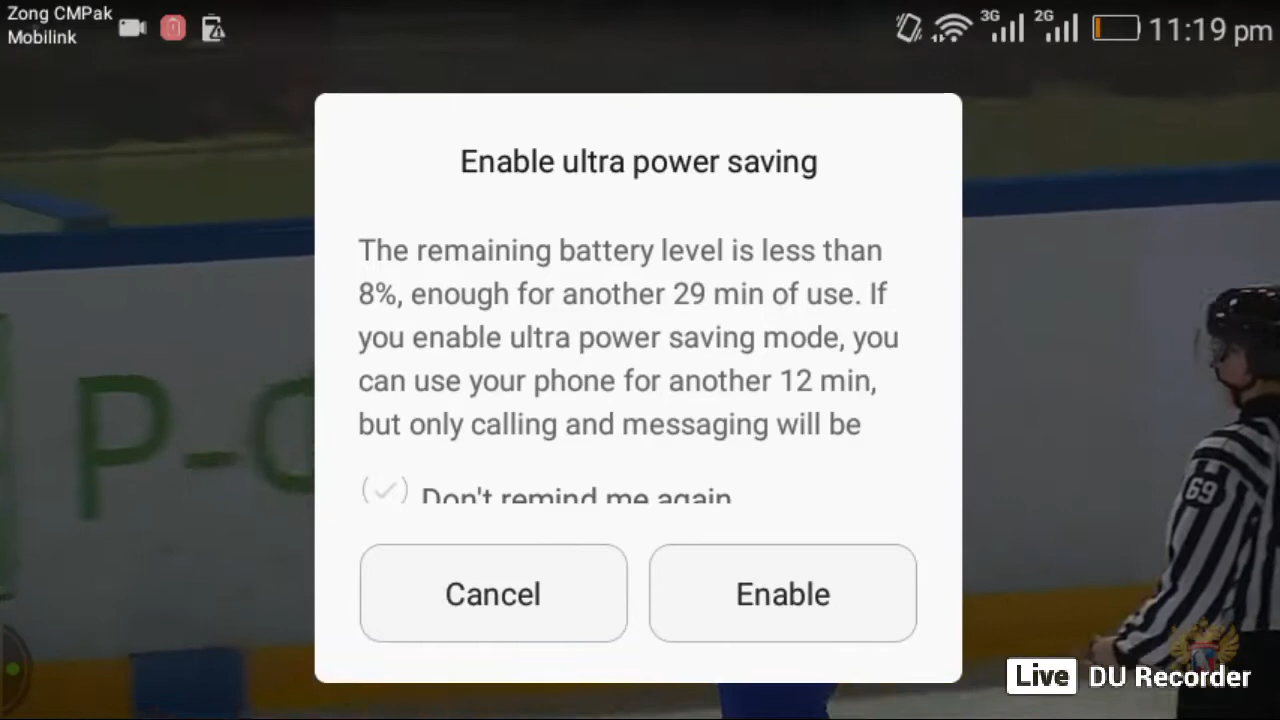 Zong CMPak
Mobilink
3G
2G
11:19 pm
Enable ultra power saving
The remaining battery level is less than
8%, enough for another 29 min of use. If
you enable ultra power saving mode, you
can use your phone for another 12 min,
but only calling and messaging will be
Don't remind me again
Cancel
Enable
P-
69
Live DU Recorder